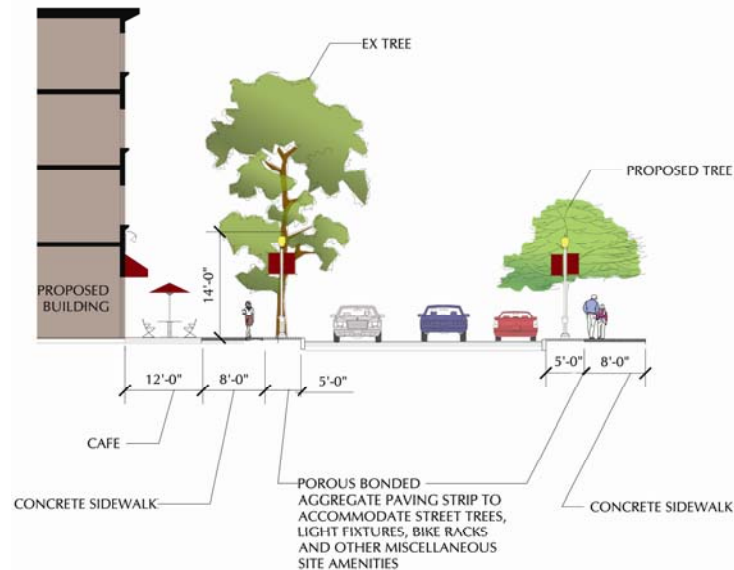 EX TREE
PROPOSED TREE
PROPOSED
BUILDING
14'-0"
12'-0"
8'-0"
5'-0"
5'-0"
8'-0"
CAFE
CONCRETE SIDEWALK
POROUS BONDED
AGGREGATE PAVING STRIP TO
ACCOMMODATE STREET TREES,
LIGHT FIXTURES, BIKE RACKS
AND OTHER MISCELLANEOUS
SITE AMENITIES
CONCRETE SIDEWALK